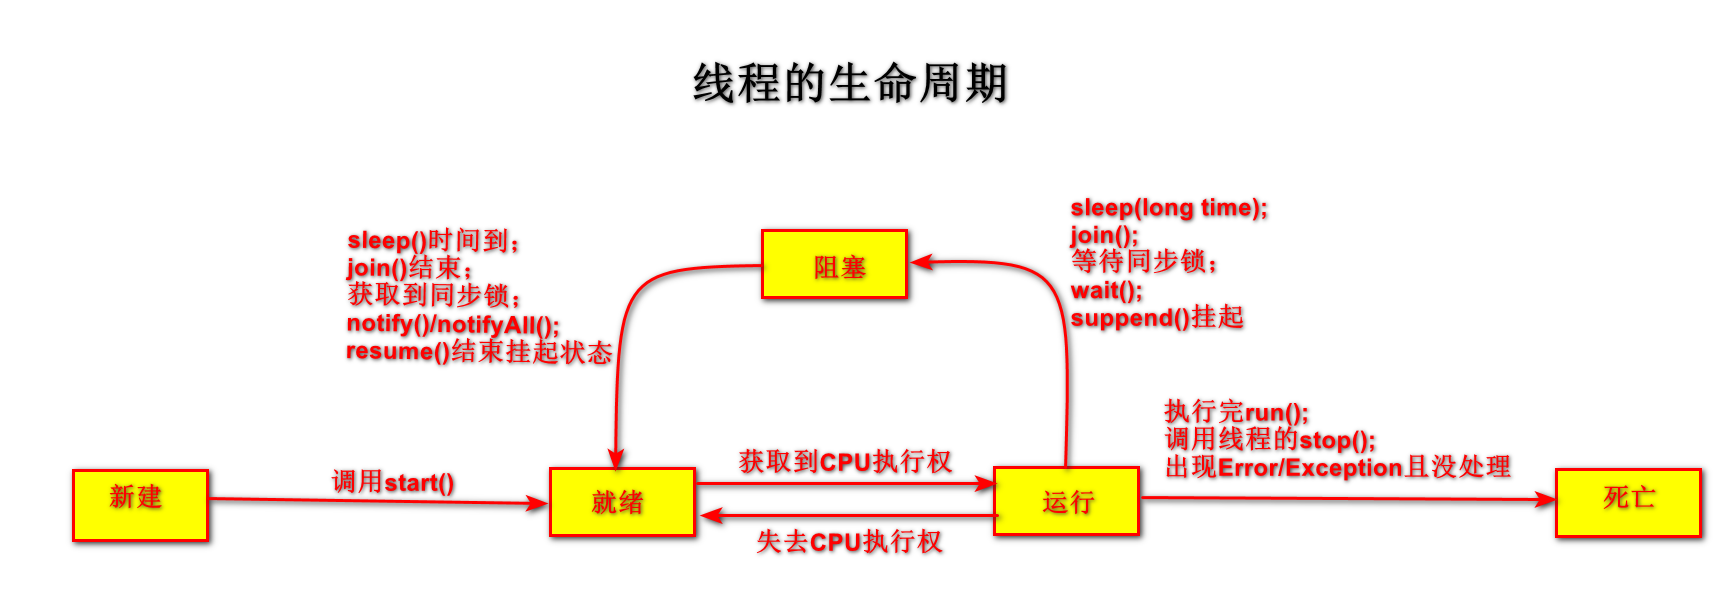 线程的生命周期
sleep(long time);
join();
等待同步锁;
wait();
suppend()挂起
sleep()时间到;
join()结束;
获取到同步锁;
notify()/notifyAll();
resume()结束挂起状态
阻塞
执行完run();
调用线程的stop();
出现Error/Exception且没处理
获取到CPU执行权
调用start()
新建
就绪
运行
死亡
失去CPU执行权